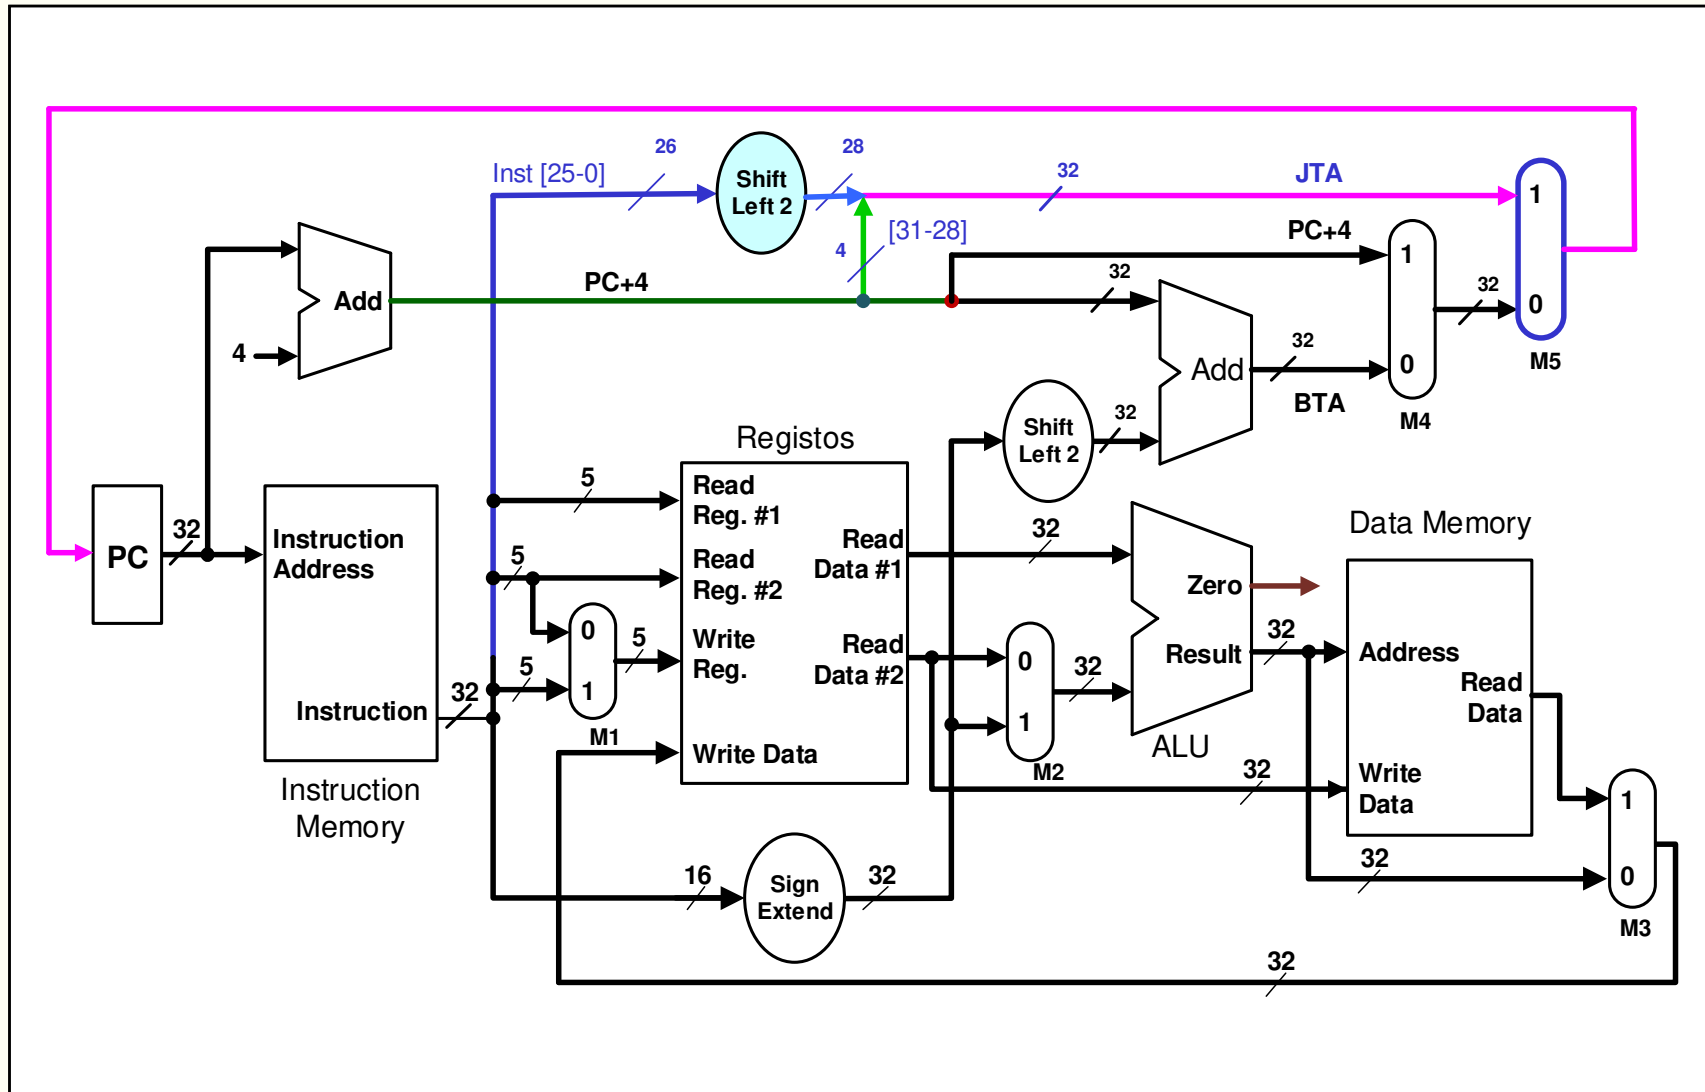 26
28
Inst [25-0]
Shift
Left 2
32
JTA
1
4
[31-28]
PC+4
PC+4
1
32
Add
32
0
4
32
Add
0
M5
BTA
M4
Registos
Shift
Left 2
32
5
Read
Reg. #1
32
PC
Instruction
Address
5
Read
Reg. #2
Read
Data #1
32
Zero
Data Memory
0
5
Write
Reg.
Read
Data #2
0
32
Result
32
Address
5
1
32
Instruction
M1
1
Read
Data
Write Data
M2
ALU
32
Write
Data
Instruction
Memory
1
16
Sign
Extend
32
32
0
M3
32